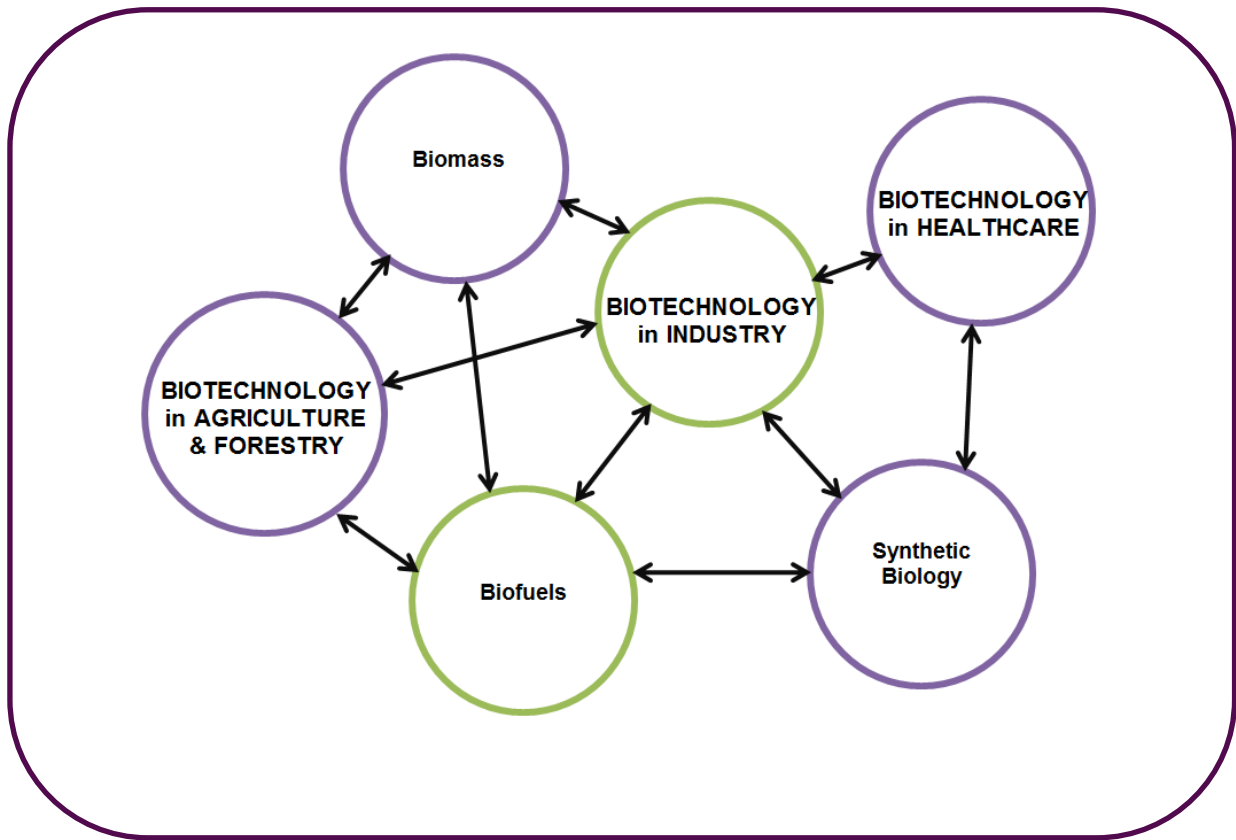 Biomass
BIOTECHNOLOGY
in HEALTHCARE
BIOTECHNOLOGY
in INDUSTRY
BIOTECHNOLOGY
in AGRICULTURE
& FORESTRY
Synthetic
Biology
Biofuels